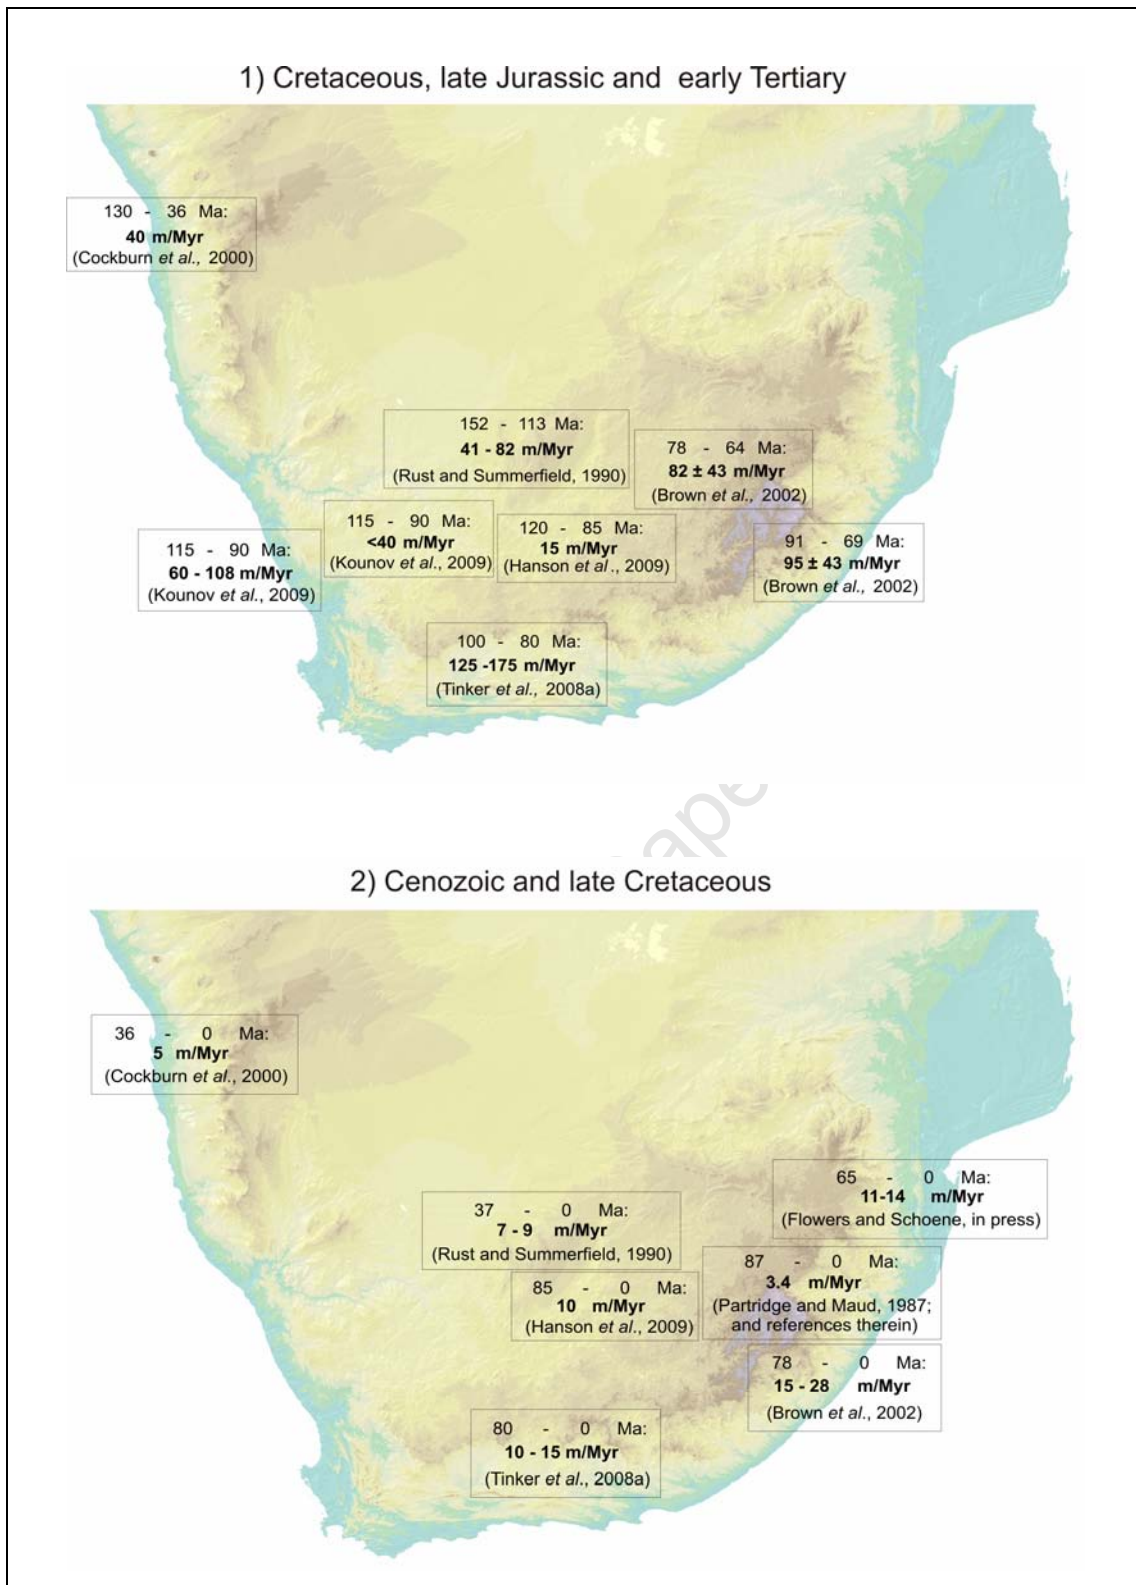 1) Cretaceous, late Jurassic and early Tertiary
130 - 36 Ma:
40 m/Myr
(Cockburn et al., 2000)
152 - 113 Ma:
41 - 82 m/Myr
(Rust and Summerfield, 1990)
78 - 64 Ma:
82 ± 43 m/Myr
(Brown et al., 2002)
115 - 90 Ma:
<40 m/Myr
(Kounov et al., 2009)
120 - 85 Ma:
15 m/Myr
(Hanson et al., 2009)
91 - 69 Ma:
95 ± 43 m/Myr
(Brown et al., 2002)
115 - 90 Ma:
60 - 108 m/Myr
(Kounov et al., 2009)
100 - 80 Ma:
125 -175 m/Myr
(Tinker et al., 2008a)
ape
2) Cenozoic and late Cretaceous
36 - 0 Ma:
5 m/Myr
(Cockburn et al., 2000)
65 - 0 Ma:
11-14 m/Myr
(Flowers and Schoene, in press)
37 - 0 Ma:
7 - 9 m/Myr
(Rust and Summerfield, 1990)
87 - 0 Ma:
3.4 m/Myr
(Partridge and Maud, 1987;
and references therein)
85 - 0 Ma:
10 m/Myr
(Hanson et al., 2009)
78 - 0 Ma:
15 - 28 m/Myr
(Brown et al., 2002)
80 - 0 Ma:
10 - 15 m/Myr
(Tinker et al., 2008a)